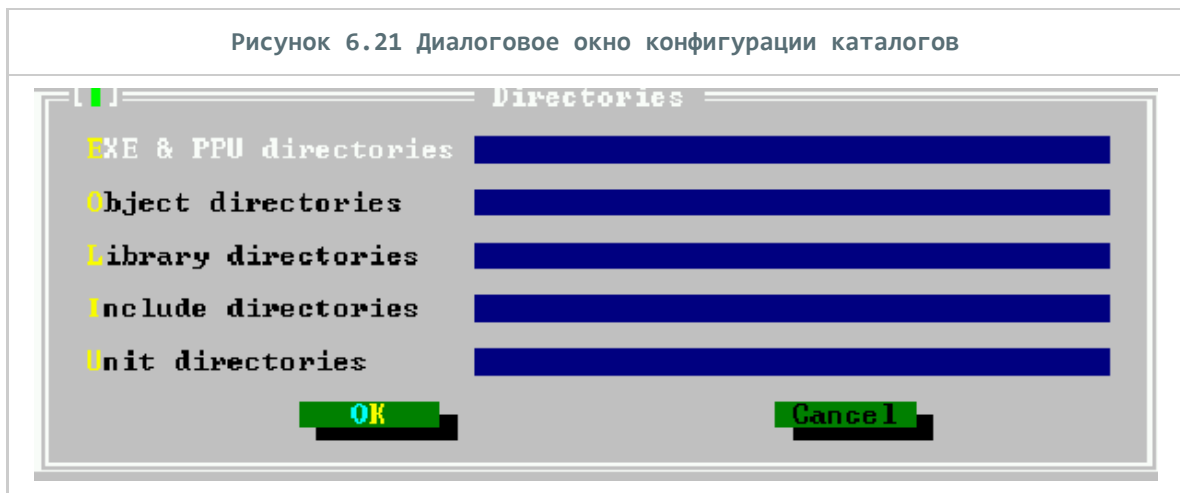 Рисунок 6.21 Диалоговое окно конфигурации каталогов
[ ] Directories
EXE & PPU directories
Object directories
Library directories
Include directories
Unit directories
OK Cancel